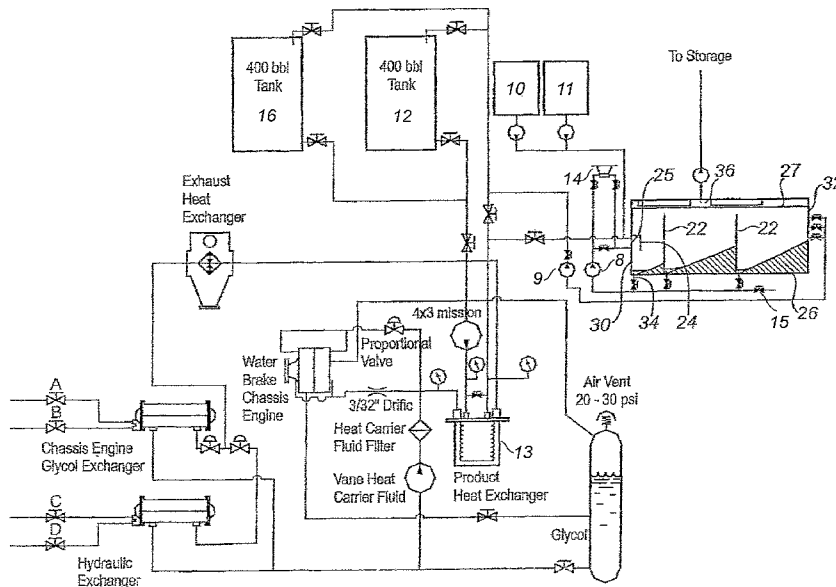 400 bbl
Tank
16
400 bbl
Tank
12
10
11
To Storage
14
25
36
27
32
22
22
Exhaust
Heat
Exchanger
9
8
30
34
24
26
15
4x3 mission
Proportional
Valve
Water
Brake
Chassis
Engine
Air Vent
20 - 30 psi
A
B
3/32" Drific
Chassis Engine
Glycol Exchanger
Heat Carrier
Fluid Filter
13
Product
Heat Exchanger
Vane Heat
Carrier Fluid
C
D
Hydraulic
Exchanger
Glycol